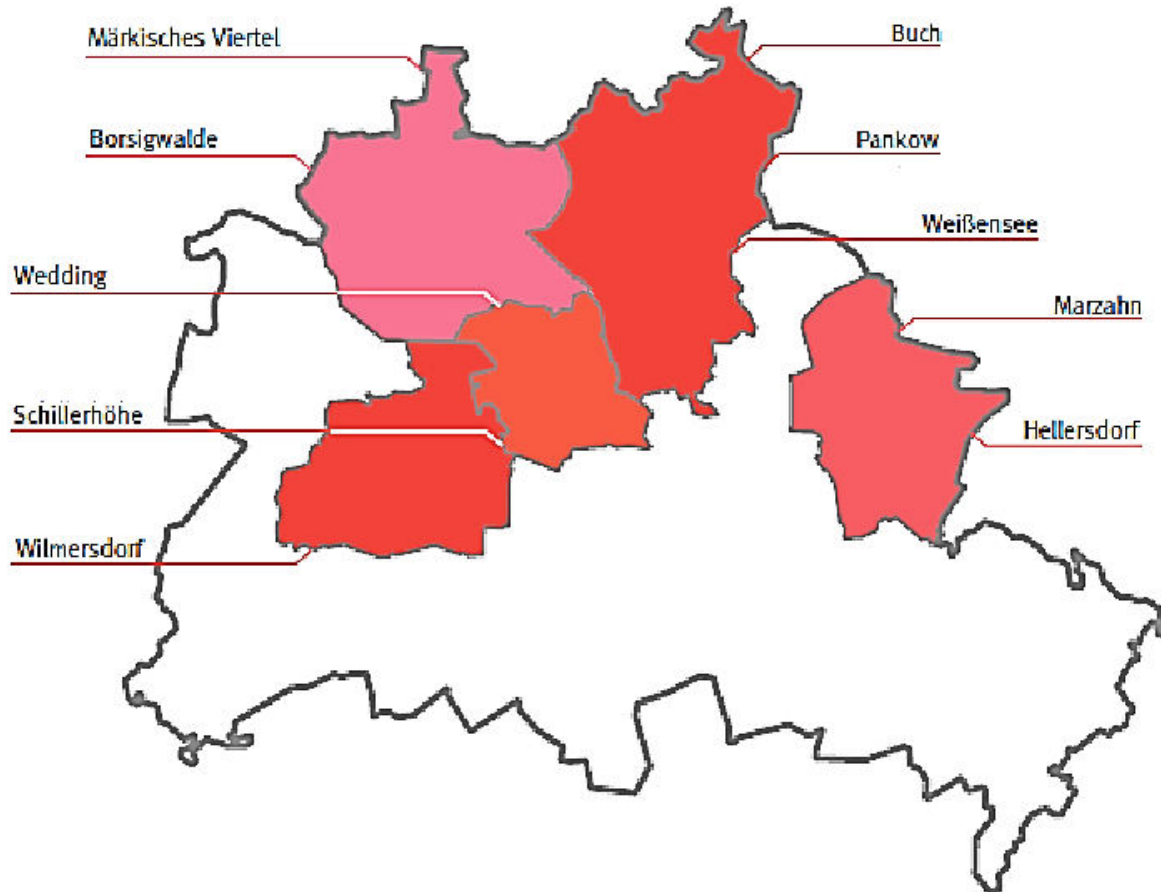 Märkisches Viertel
Buch
Borsigwalde
Pankow
Weißensee
Wedding
Marzahn
Schillerhöhe
Hellersdorf
Wilmersdorf